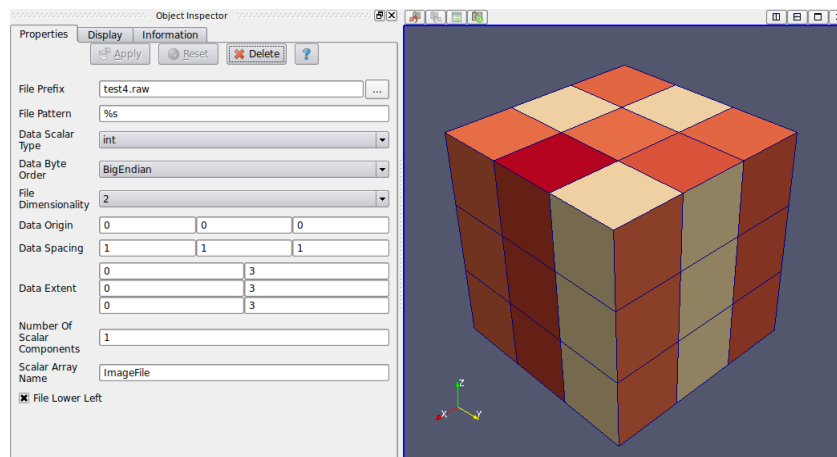 Object Inspector
Properties Display Information
Apply Reset Delete ?
File Prefix test4.raw ...
File Pattern %s
Data Scalar
Type int
Data Byte
Order BigEndian
File
Dimensionality 2
Data Origin 0 0 0
Data Spacing 1 1 1
0 3
Data Extent 0 3
0 3
Number Of
Scalar
Components 1
Scalar Array
Name ImageFile
File Lower Left
Z
X Y